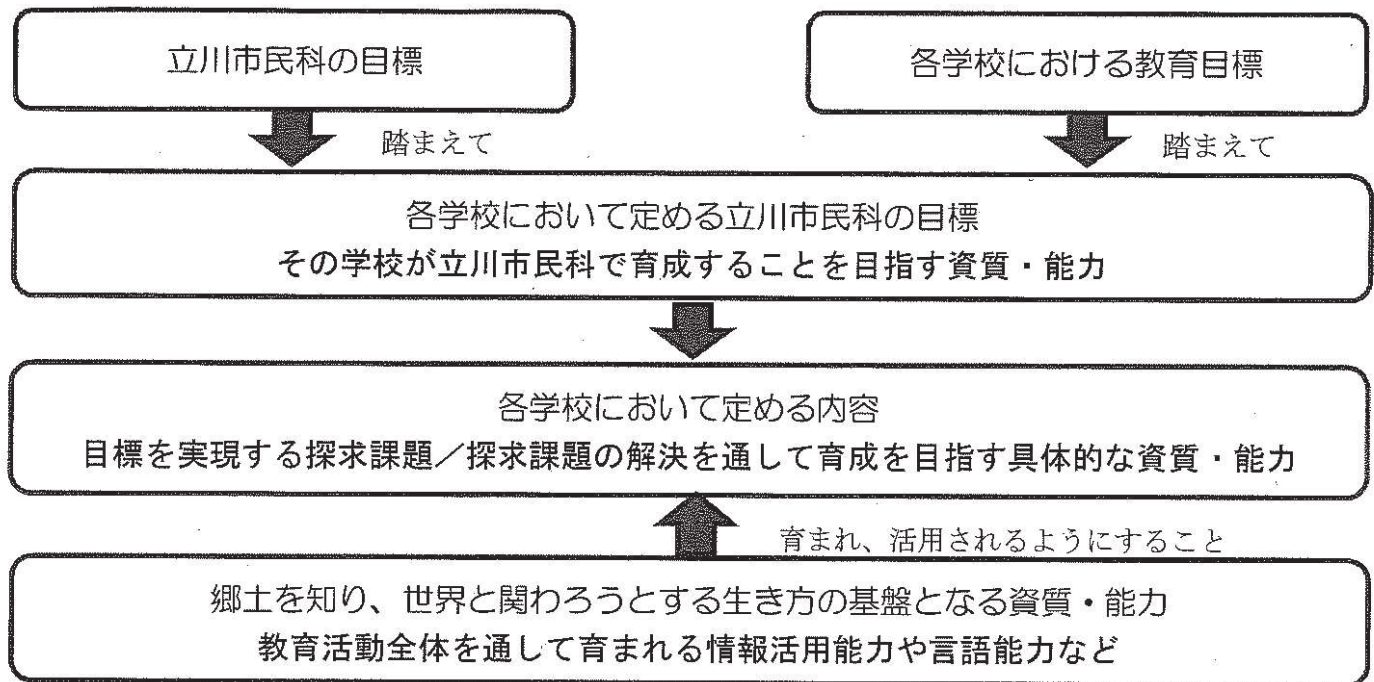 立川市民科の目標
各学校における教育目標
踏まえて
踏まえて
各学校において定める立川市民科の目標
その学校が立川市民科で育成することを目指す資質・能力
各学校において定める内容
目標を実現する探求課題／探求課題の解決を通して育成を目指す具体的な資質・能力
育まれ、活用されるようにすること
郷土を知り、世界と関わろうとする生き方の基盤となる資質・能力
教育活動全体を通して育まれる情報活用能力や言語能力など